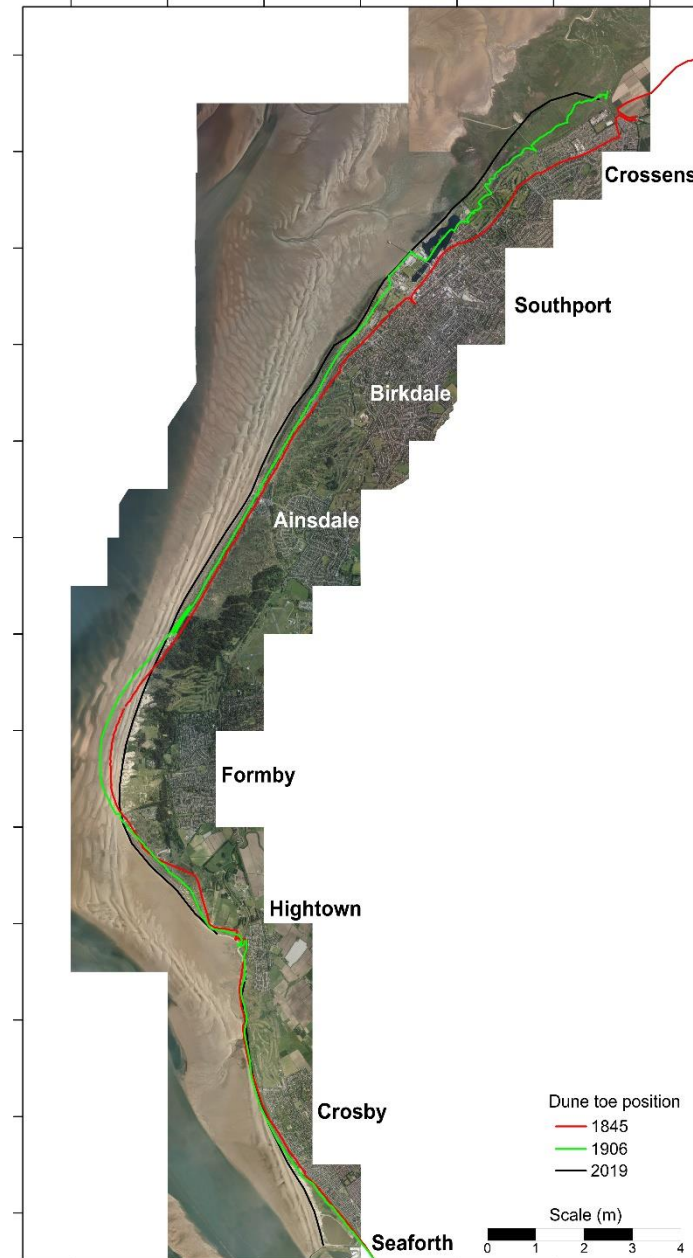 Crossens
Southport
Birkdale
Ainsdale
Formby
Hightown
Crosby
Seaforth
Dune toe position
1845
1906
2019
Scale (m)
0 1 2 3 4